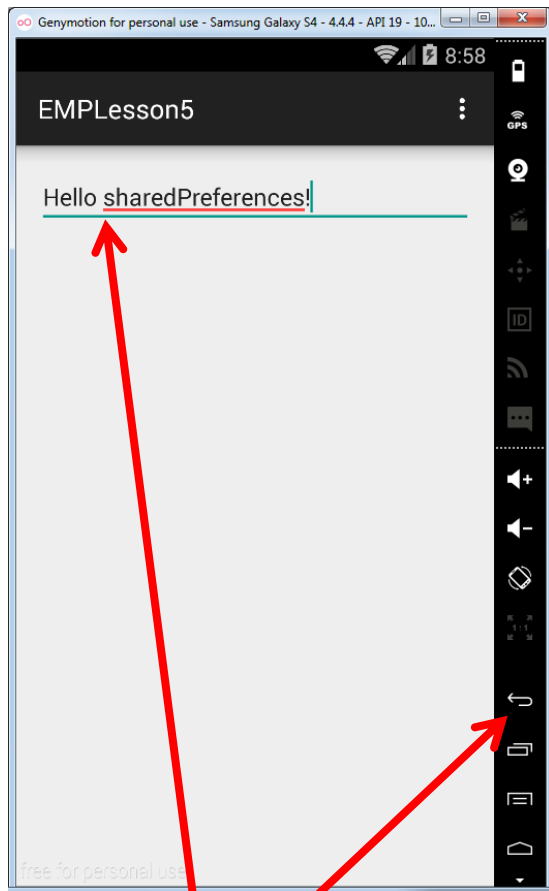 Genymotion for personal use - Samsung Galaxy S4 - 4.4.4 - API 19 - 10...
8:58
EMPLesson5
GPS
Hello sharedPreferences!
ID
1:1
free for personal use